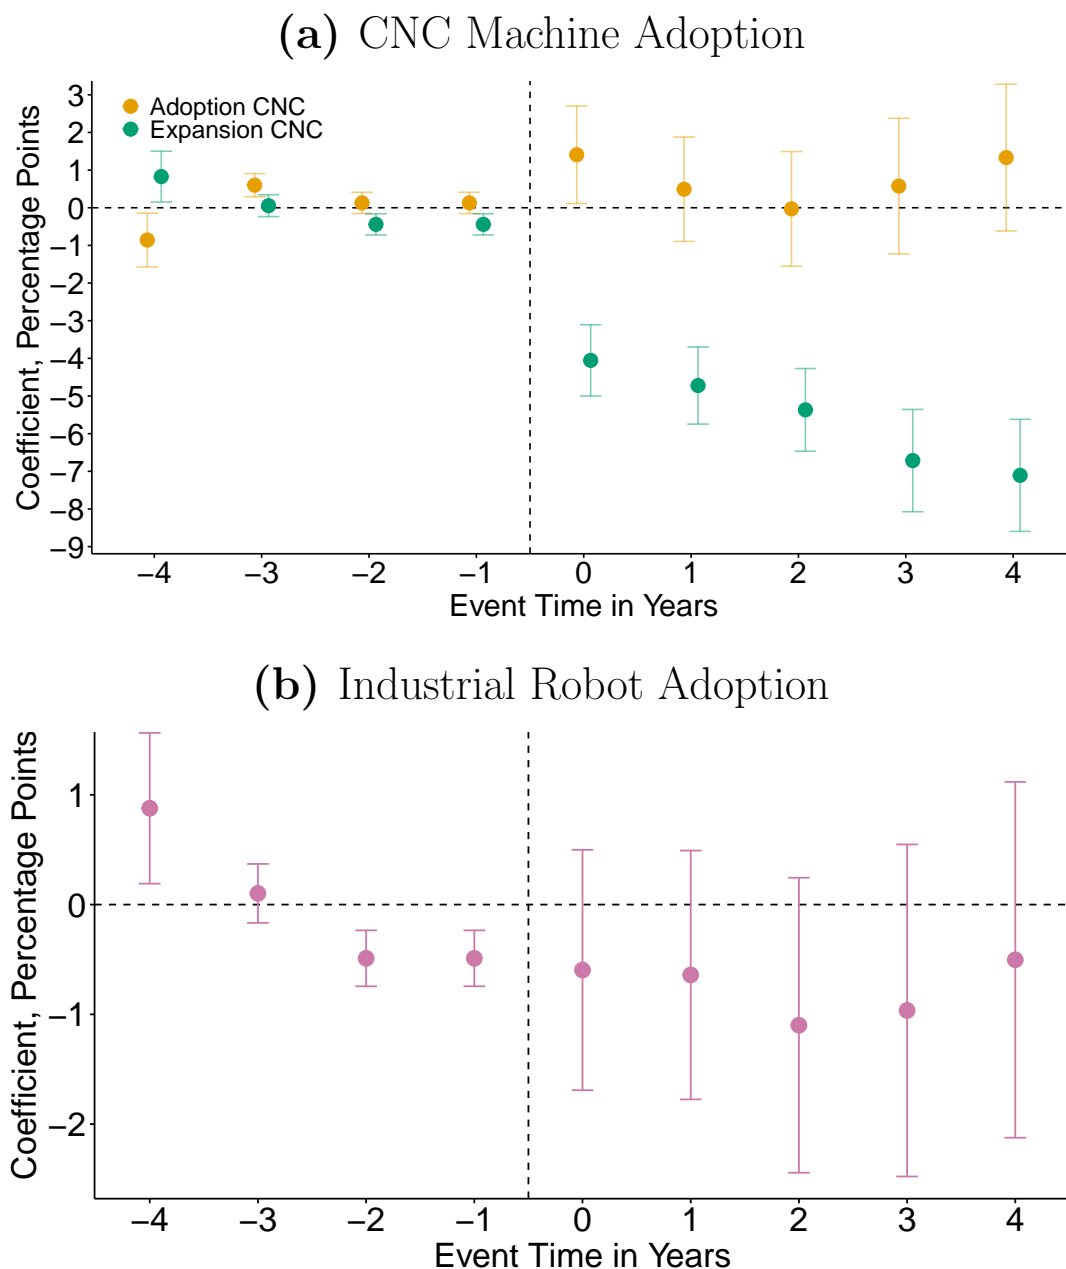 (a) CNC Machine Adoption
Coefficient, Percentage Points
3
2
1
0
−1
−2
−3
−4
−5
−6
−7
−8
−9
Adoption CNC
Expansion CNC
−4 −3 −2 −1 0 1 2 3 4
Event Time in Years
(b) Industrial Robot Adoption
Coefficient, Percentage Points
1
0
−1
−2
−4 −3 −2 −1 0 1 2 3 4
Event Time in Years